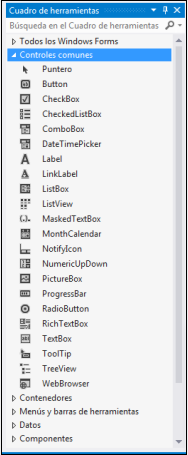 Cuadro de herramientas
Búsqueda en el Cuadro de herramientas
Todos los Windows Forms
Controles comunes
Puntero
Button
CheckBox
CheckedListBox
ComboBox
DateTimePicker
Label
LinkLabel
ListBox
ListView
MaskedTextBox
MonthCalendar
NotifyIcon
NumericUpDown
PictureBox
ProgressBar
RadioButton
RichTextBox
TextBox
ToolTip
TreeView
WebBrowser
Contenedores
Menús y barras de herramientas
Datos
Componentes